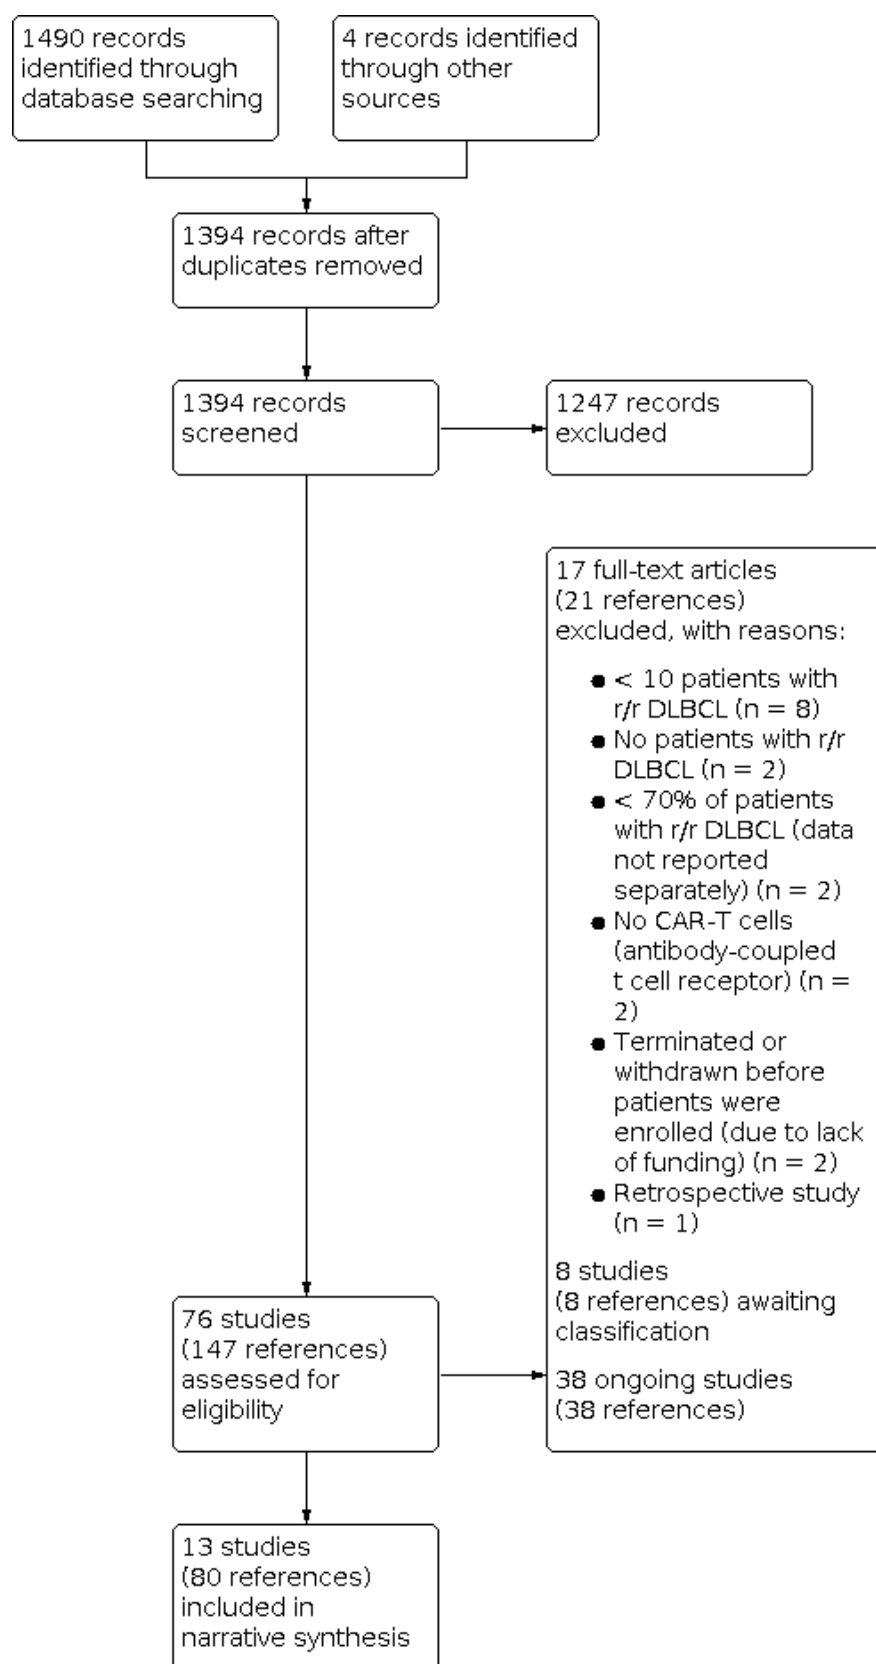 1490 records
identified through
database searching
4 records identified
through other
sources
1394 records after
duplicates removed
1394 records
screened
1247 records
excluded
17 full-text articles
(21 references)
excluded, with reasons:
● < 10 patients with
r/r DLBCL (n = 8)
● No patients with r/r
DLBCL (n = 2)
● < 70% of patients
with r/r DLBCL (data
not reported
separately) (n = 2)
● No CAR-T cells
(antibody-coupled
t cell receptor) (n =
2)
● Terminated or
withdrawn before
patients were
enrolled (due to lack
of funding) (n = 2)
● Retrospective study
(n = 1)
8 studies
(8 references) awaiting
classification
38 ongoing studies
(38 references)
76 studies
(147 references)
assessed for
eligibility
13 studies
(80 references)
included in
narrative synthesis